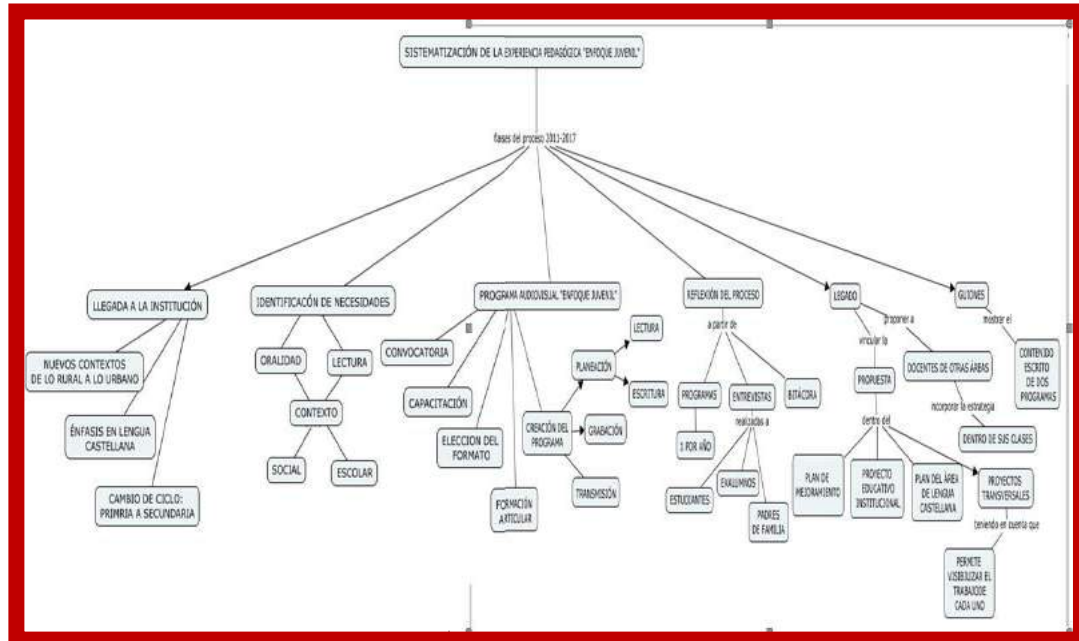 SISTEMATIZACIÓN DE LA EXPERIENCIA PEDAGÓGICA "ENFOQUE JUVENIL"
fases del proceso 2011-2017
LLEGADA A LA INSTITUCIÓN
NUEVOS CONTEXTOS
DE LO RURAL A LO URBANO
ÉNFASIS EN LENGUA
CASTELLANA
CAMBIO DE CICLO:
PRIMRIA A SECUNDARIA
IDENTIFICACÓN DE NECESIDADES
ORALIDAD
LECTURA
CONTEXTO
SOCIAL
ESCOLAR
PROGRAMA AUDIOVISUAL "ENFOQUE JUVENIL"
CONVOCATORIA
CAPACITACIÓN
ELECCION DEL
FORMATO
FORMACIÓN
ARTICULAR
CREACIÓN DEL
PROGRAMA
PLANEACIÓN
LECTURA
ESCRITURA
GRABACIÓN
TRANSMISIÓN
REFLEXIÓN DEL PROCESO
a partir de
PROGRAMAS
1 POR AÑO
ENTREVISTAS
realizadas a
ESTUDIANTES
EXALUMNOS
PADRES
DE FAMILIA
BITÁCORA
LEGADO
vincular la
PROPUESTA
dentro del
PLAN DE
MEJORAMIENTO
PROYECTO
EDUCATIVO
INSTITUCIONAL
PLAN DEL ÁREA
DE LENGUA
CASTELLANA
PROYECTOS
TRANSVERSALES
teniendo en cuenta que
PERMITE
VISIBILIZAR EL
TRABAJODE
CADA UNO
proponer a
DOCENTES DE OTRAS ÁREAS
incorporar la estrategia
DENTRO DE SUS CLASES
GUIONES
mostrar el
CONTENIDO
ESCRITO
DE DOS
PROGRAMAS